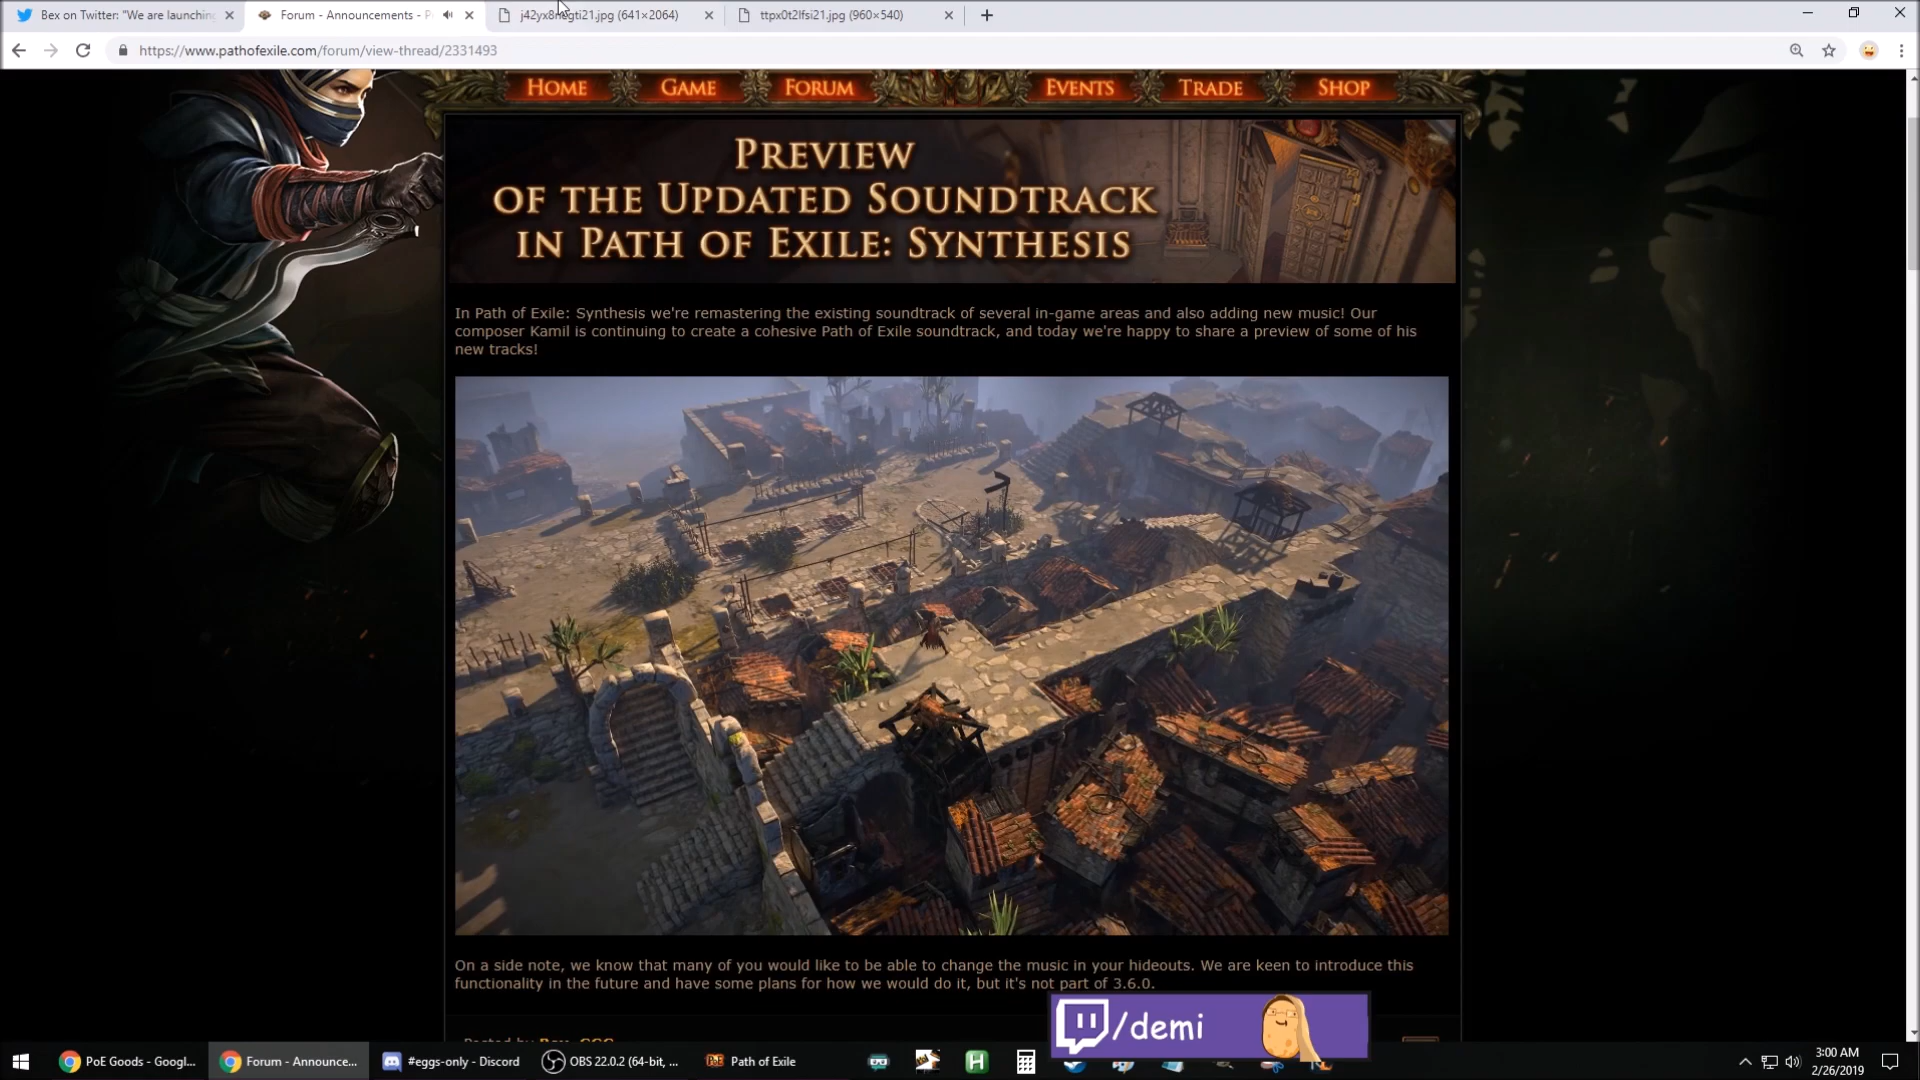 Bex on Twitter: "We are launching
Forum - Announcements - P
j42yx8n6gti21.jpg (641×2064)
ttpx0t2lfsi21.jpg (960×540)
https://www.pathofexile.com/forum/view-thread/2331493
HOME
GAME
FORUM
EVENTS
TRADE
SHOP
PREVIEW
OF THE UPDATED SOUNDTRACK
IN PATH OF EXILE: SYNTHESIS
In Path of Exile: Synthesis we're remastering the existing soundtrack of several in-game areas and also adding new music! Our
composer Kamil is continuing to create a cohesive Path of Exile soundtrack, and today we're happy to share a preview of some of his
new tracks!
On a side note, we know that many of you would like to be able to change the music in your hideouts. We are keen to introduce this
functionality in the future and have some plans for how we would do it, but it's not part of 3.6.0.
Posted by Bex_GGG
/demi
PoE Goods - Googl...
Forum - Announce...
#eggs-only - Discord
OBS 22.0.2 (64-bit, ...
Path of Exile
3:00 AM
2/26/2019